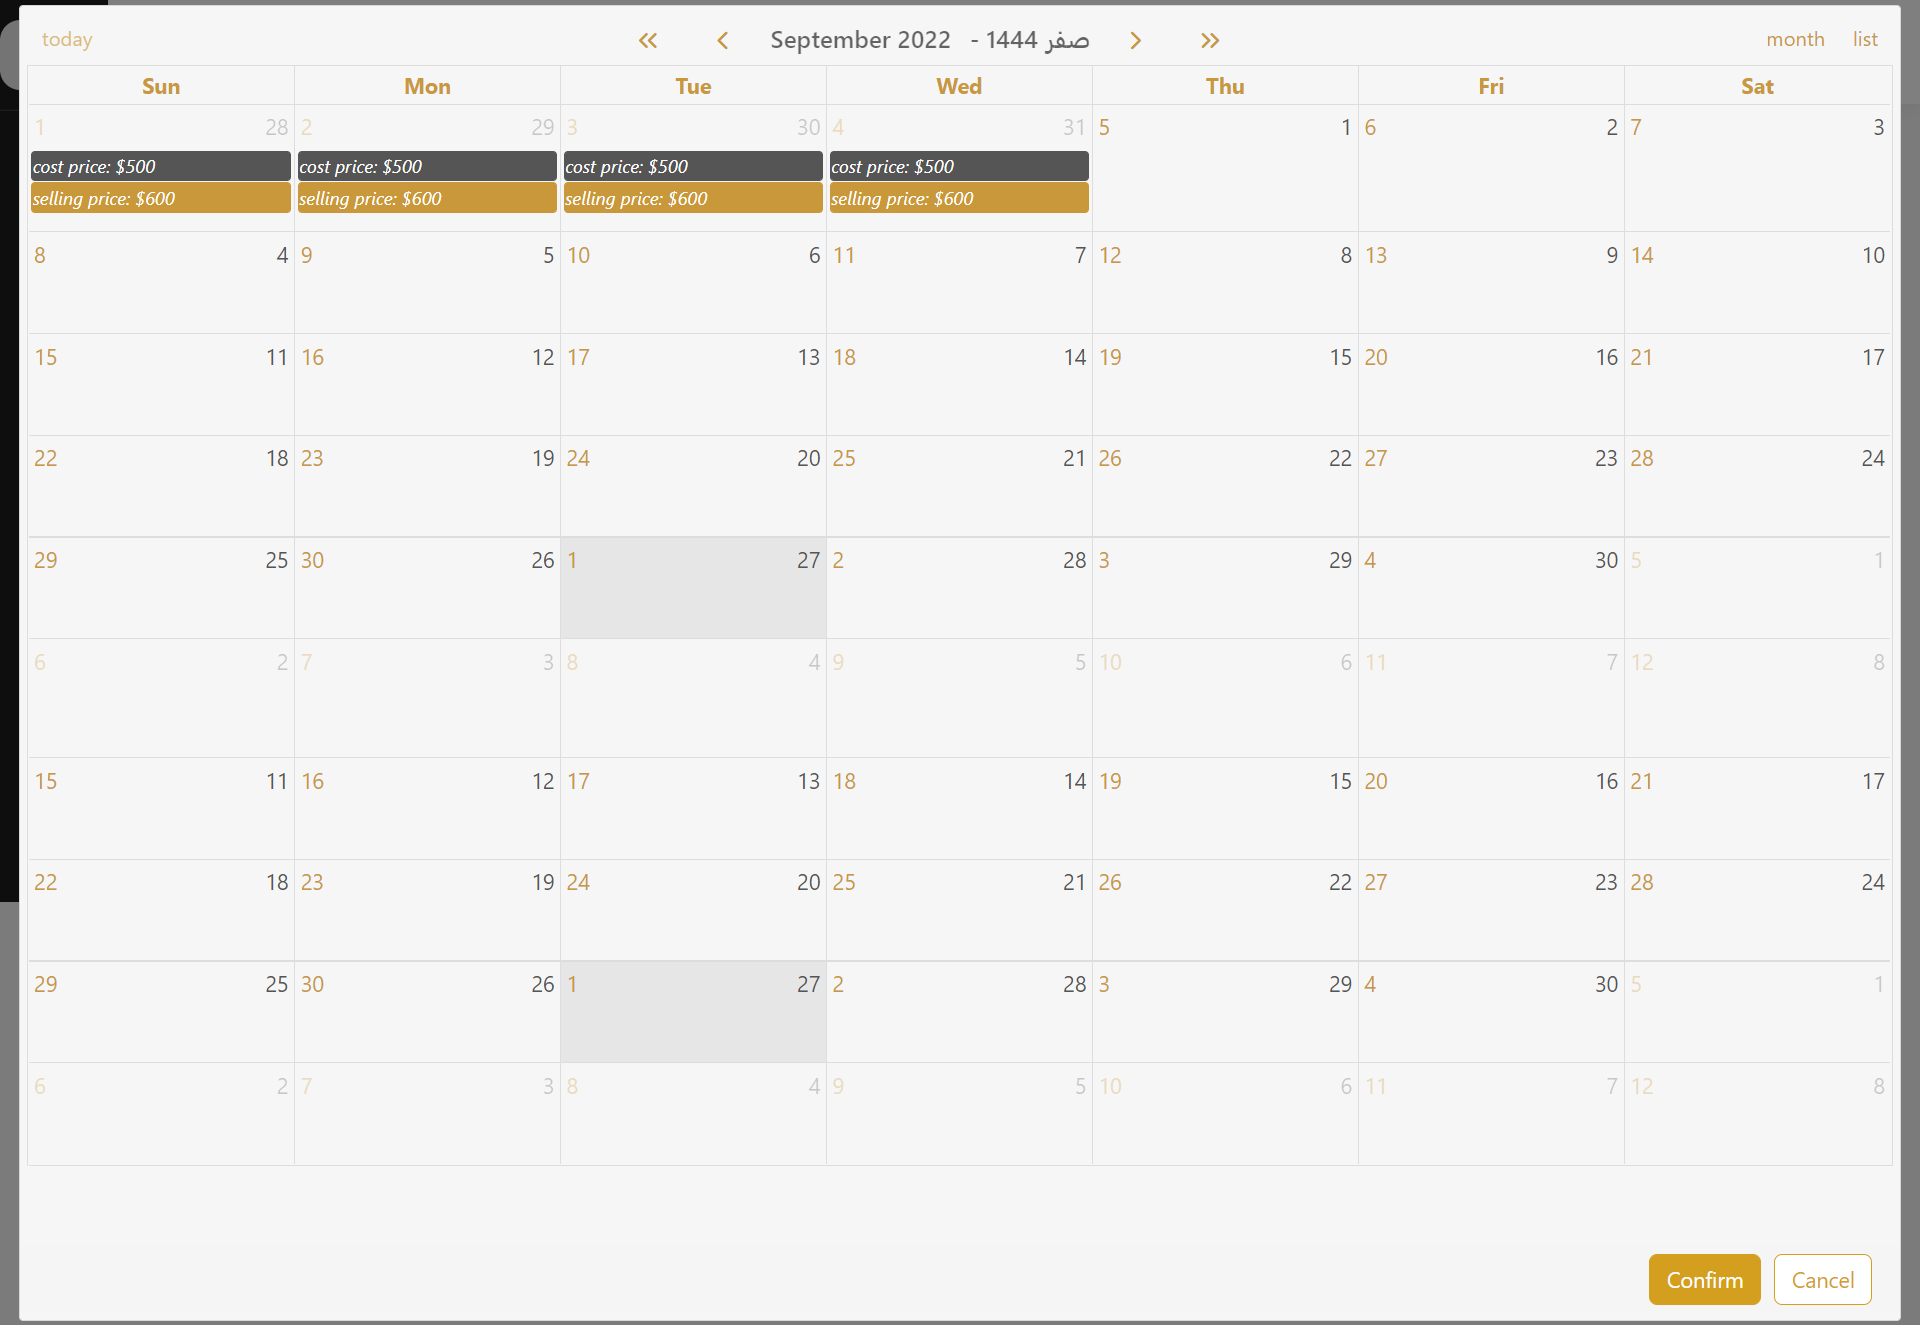 today « ‹ September 2022 - صفر 1444 › » month list
Sun Mon Tue Wed Thu Fri Sat
1 28 2 29 3 30 4 31 5 1 6 2 7 3
cost price: $500 cost price: $500 cost price: $500 cost price: $500
selling price: $600 selling price: $600 selling price: $600 selling price: $600
8 4 9 5 10 6 11 7 12 8 13 9 14 10
15 11 16 12 17 13 18 14 19 15 20 16 21 17
22 18 23 19 24 20 25 21 26 22 27 23 28 24
29 25 30 26 1 27 2 28 3 29 4 30 5 1
6 2 7 3 8 4 9 5 10 6 11 7 12 8
15 11 16 12 17 13 18 14 19 15 20 16 21 17
22 18 23 19 24 20 25 21 26 22 27 23 28 24
29 25 30 26 1 27 2 28 3 29 4 30 5 1
6 2 7 3 8 4 9 5 10 6 11 7 12 8
Confirm Cancel